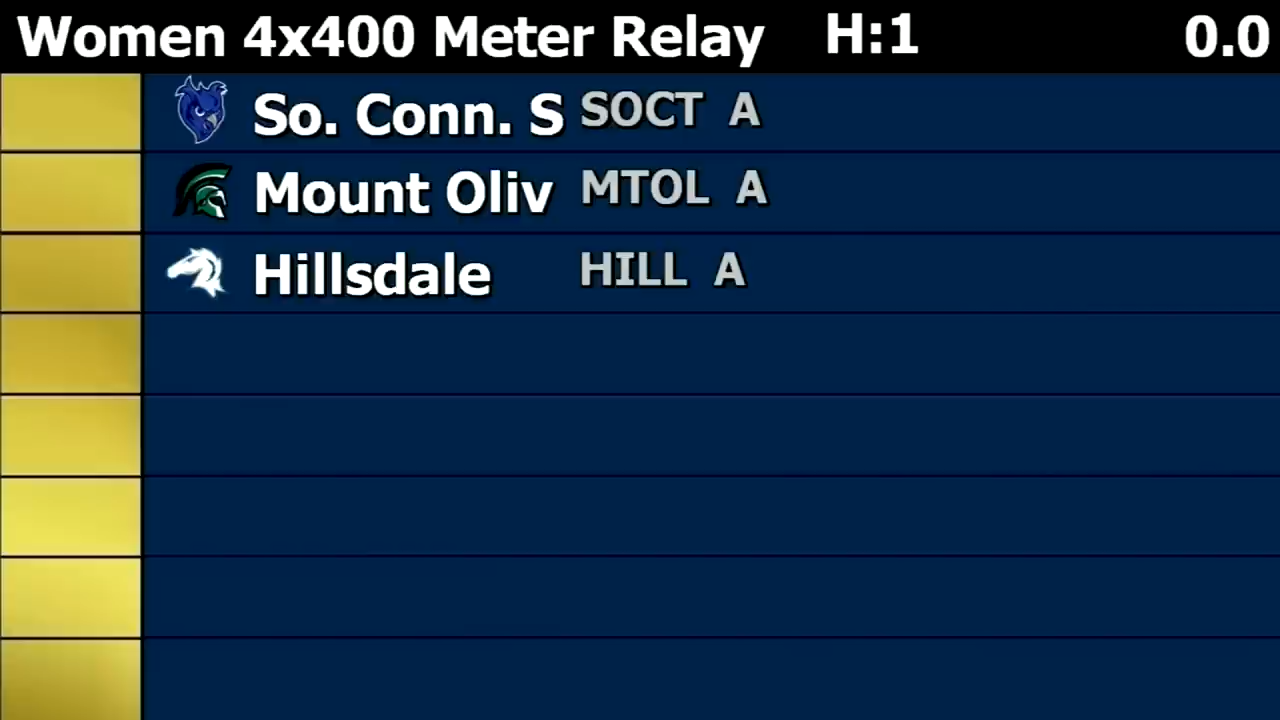 Women 4x400 Meter Relay H:1 0.0
So. Conn. S SOCT A
Mount Oliv MTOL A
Hillsdale HILL A